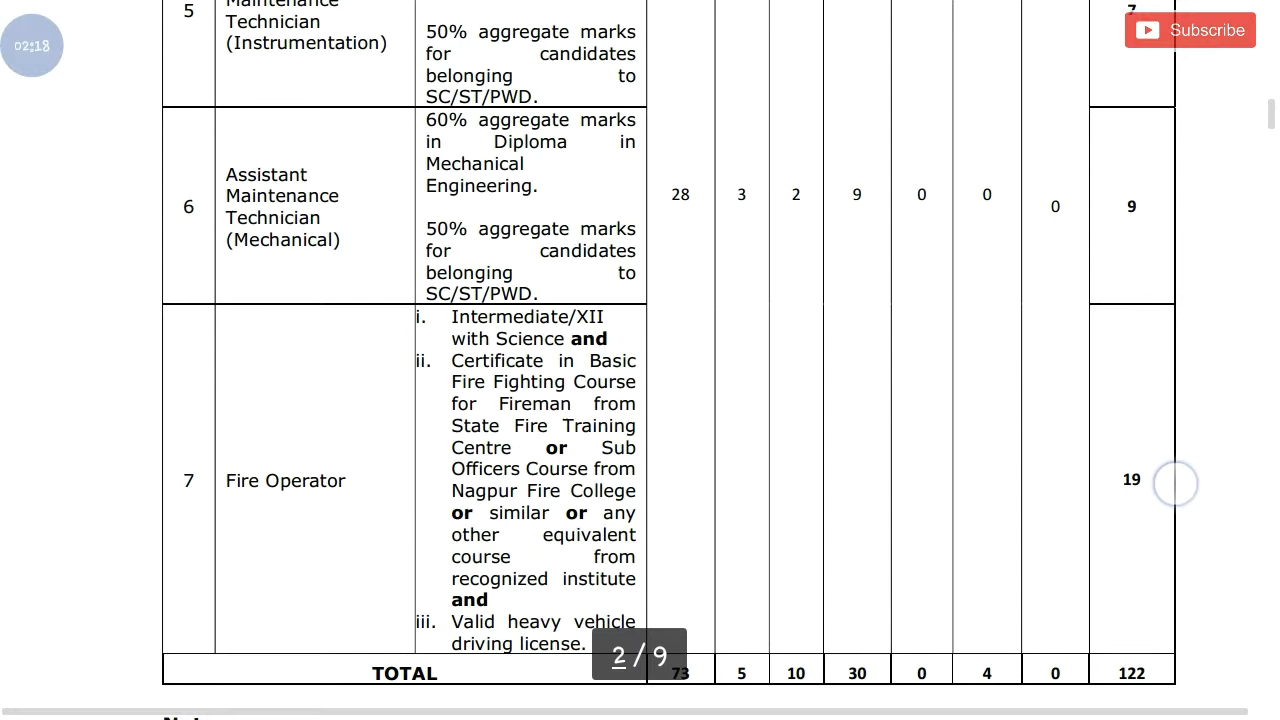 02:18
Subscribe
5
Maintenance
Technician
(Instrumentation)
50% aggregate marks
for candidates
belonging to
SC/ST/PWD.
7
6
Assistant
Maintenance
Technician
(Mechanical)
60% aggregate marks
in Diploma in
Mechanical
Engineering.
50% aggregate marks
for candidates
belonging to
SC/ST/PWD.
28 3 2 9 0 0 0 9
7
Fire Operator
i. Intermediate/XII
with Science and
ii. Certificate in Basic
Fire Fighting Course
for Fireman from
State Fire Training
Centre or Sub
Officers Course from
Nagpur Fire College
or similar or any
other equivalent
course from
recognized institute
and
iii. Valid heavy vehicle
driving license.
19
2/9
TOTAL 73 5 10 30 0 4 0 122